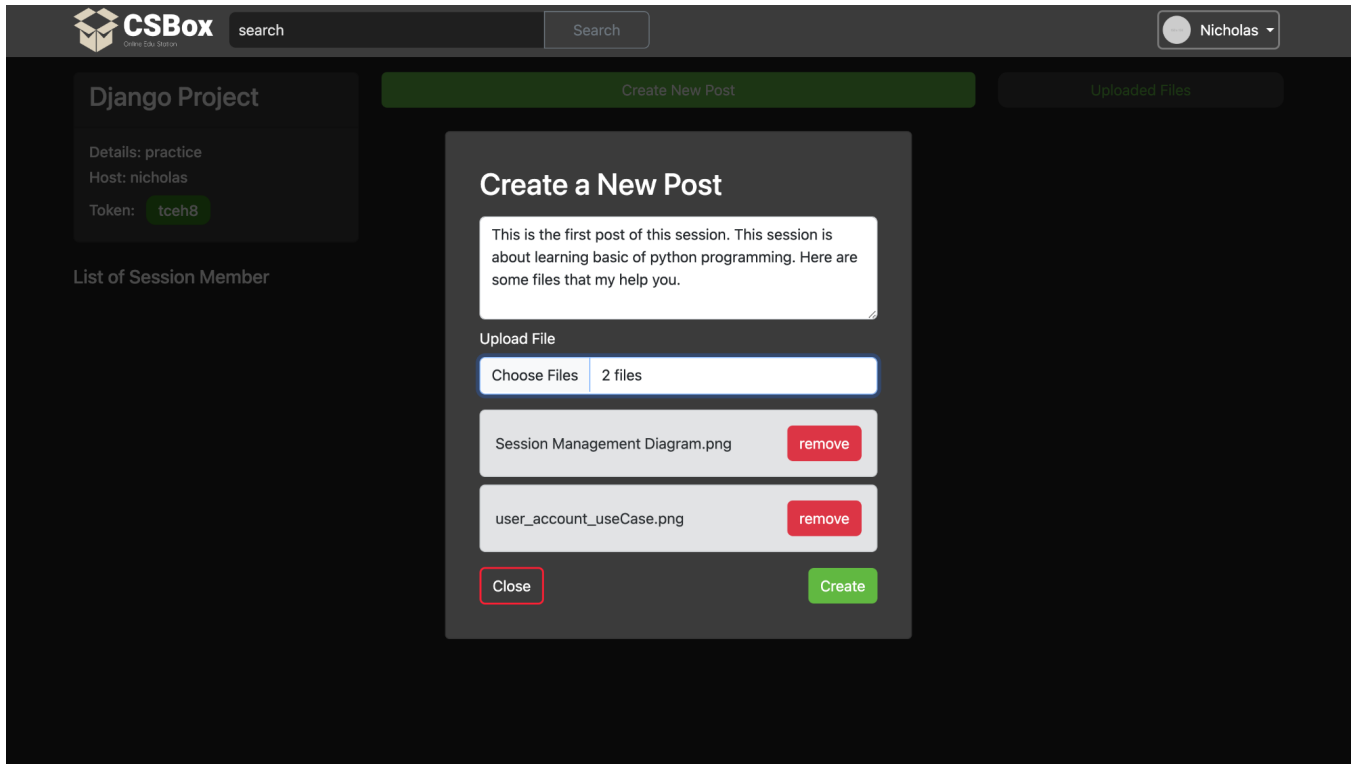 CSBox
Online Edu Station
search
Search
Nicholas
Django Project
Details: practice
Host: nicholas
Token: tceh8
List of Session Member
Create New Post
Uploaded Files
Create a New Post
This is the first post of this session. This session is
about learning basic of python programming. Here are
some files that my help you.
Upload File
Choose Files 2 files
Session Management Diagram.png remove
user_account_useCase.png remove
Close Create